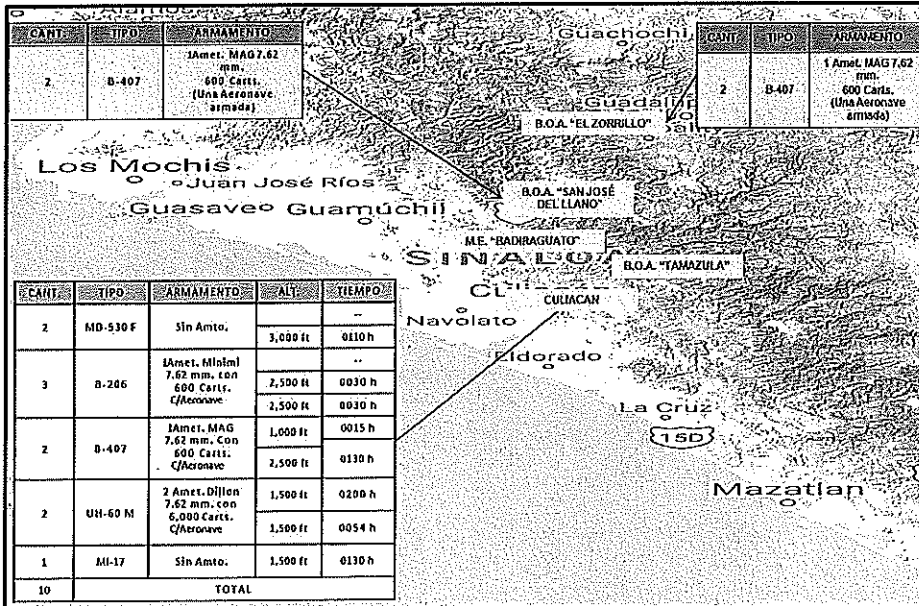 Alamos
CANT. TIPO ARMAMENTO
2 B-407 1Amet. MAG 7.62
mm.
600 Carts.
(Una Aeronave
armada)
Guachochi
CANT. TIPO ARMAMENTO
2 B-407 1 Amet. MAG 7.62
mm.
600 Carts.
(Una Aeronave
armada)
B.O.A. "EL ZORRILLO"
Los Mochis
Juan José Ríos
Guasave Guamúchil
B.O.A. "SAN JOSÉ
DEL LLANO"
M.E. "BADIRAGUATO"
SINALOA
B.O.A. "TAMAZULA"
CULIACAN
Navolato
Eldorado
La Cruz
15D
Mazatlan
CANT. TIPO ARMAMENTO ALT. TIEMPO
2 MD-530 F Sin Amto. --
3,000 ft 0110 h
3 B-206 1Amet. Minimi
7.62 mm. con
600 Carts.
C/Aeronave
--
2,500 ft 0030 h
2,500 ft 0030 h
2 B-407 1Amet. MAG
7.62 mm. Con
600 Carts.
C/Aeronave
1,000 ft 0015 h
2,500 ft 0130 h
2 UH-60 M 2 Amet. Dillon
7.62 mm. con
6,000 Carts.
C/Aeronave
1,500 ft 0200 h
1,500 ft 0054 h
1 MI-17 Sin Amto. 1,500 ft 0130 h
10 TOTAL